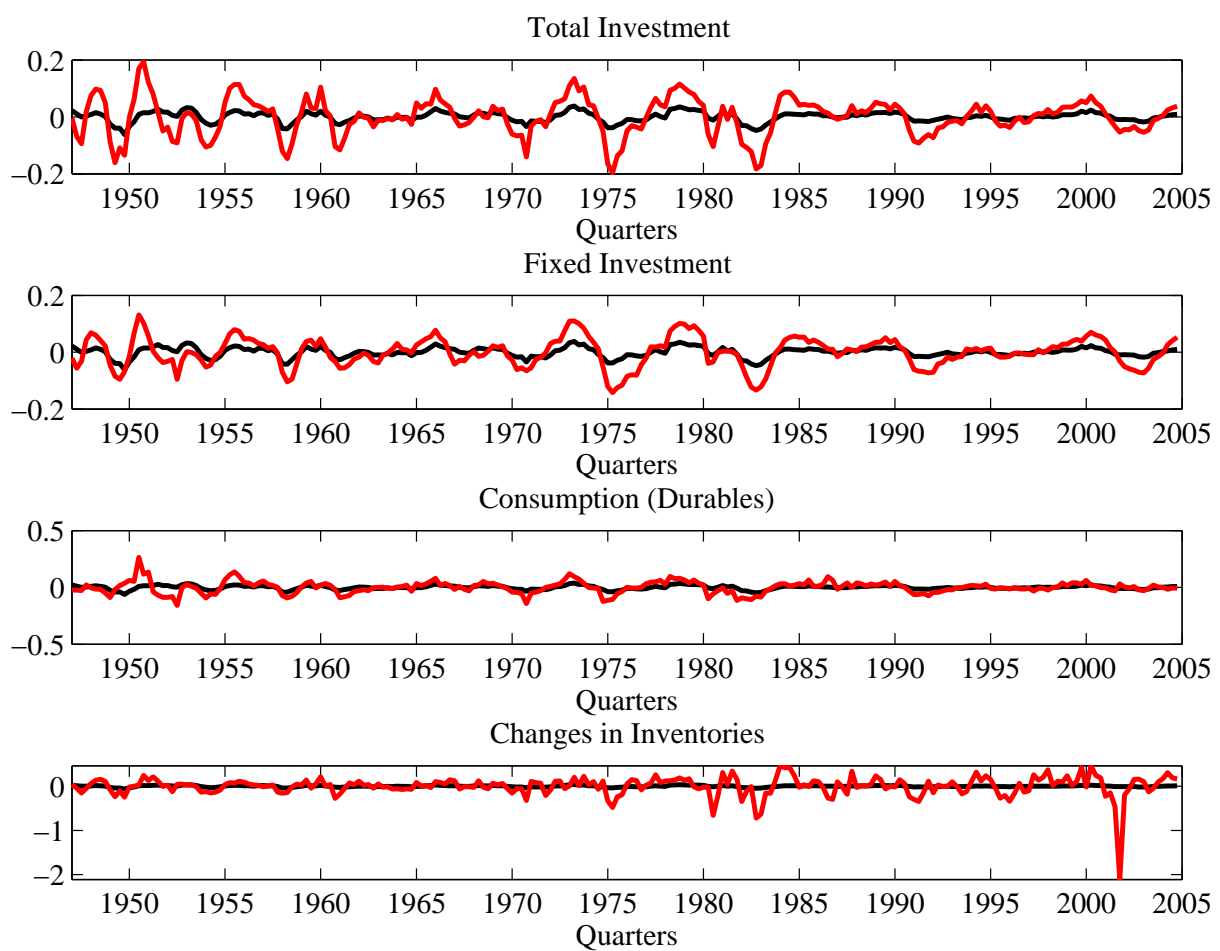 Total Investment
0.2
0
−0.2
1950 1955 1960 1965 1970 1975 1980 1985 1990 1995 2000 2005
Quarters
Fixed Investment
0.2
0
−0.2
1950 1955 1960 1965 1970 1975 1980 1985 1990 1995 2000 2005
Quarters
Consumption (Durables)
0.5
0
−0.5
1950 1955 1960 1965 1970 1975 1980 1985 1990 1995 2000 2005
Quarters
Changes in Inventories
0
−1
−2
1950 1955 1960 1965 1970 1975 1980 1985 1990 1995 2000 2005
Quarters